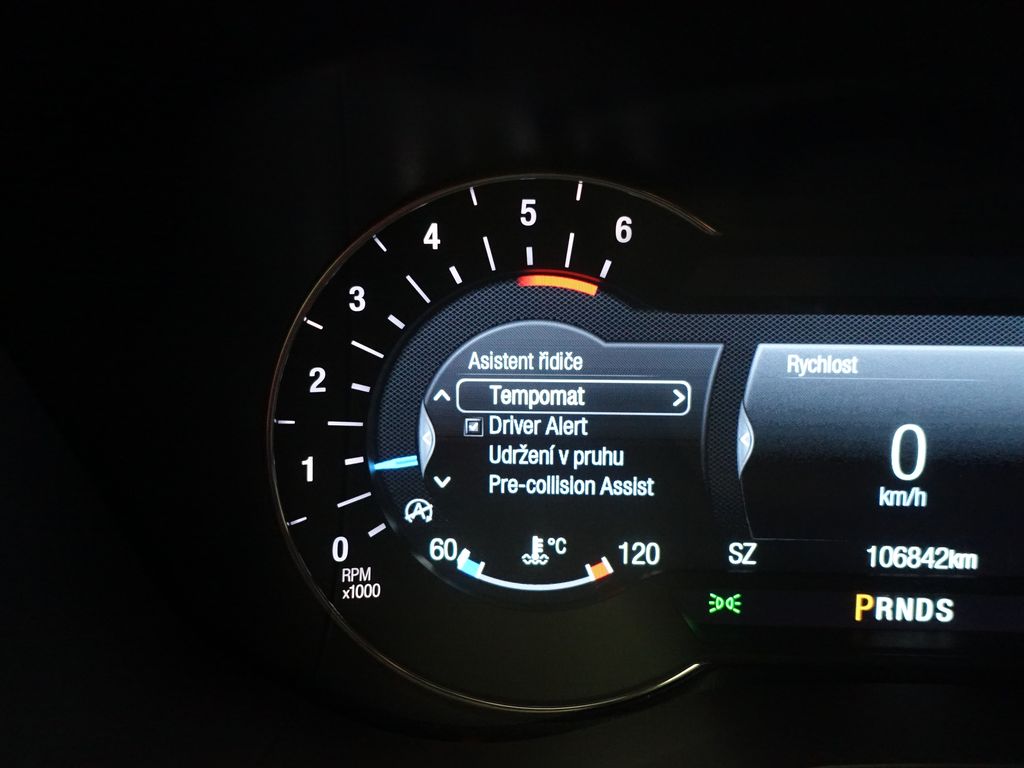 0
1
2
3
4
5
6
RPM
x1000
Asistent řidiče
Tempomat
Driver Alert
Udržení v pruhu
Pre-collision Assist
60
°C
120
Rychlost
0
km/h
SZ
106842km
PRNDS